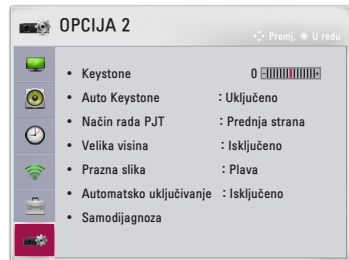 OPCIJA 2
Premj. U redu
• Keystone 0
• Auto Keystone : Uključeno
• Način rada PJT : Prednja strana
• Velika visina : Isključeno
• Prazna slika : Plava
• Automatsko uključivanje : Isključeno
• Samodijagnoza